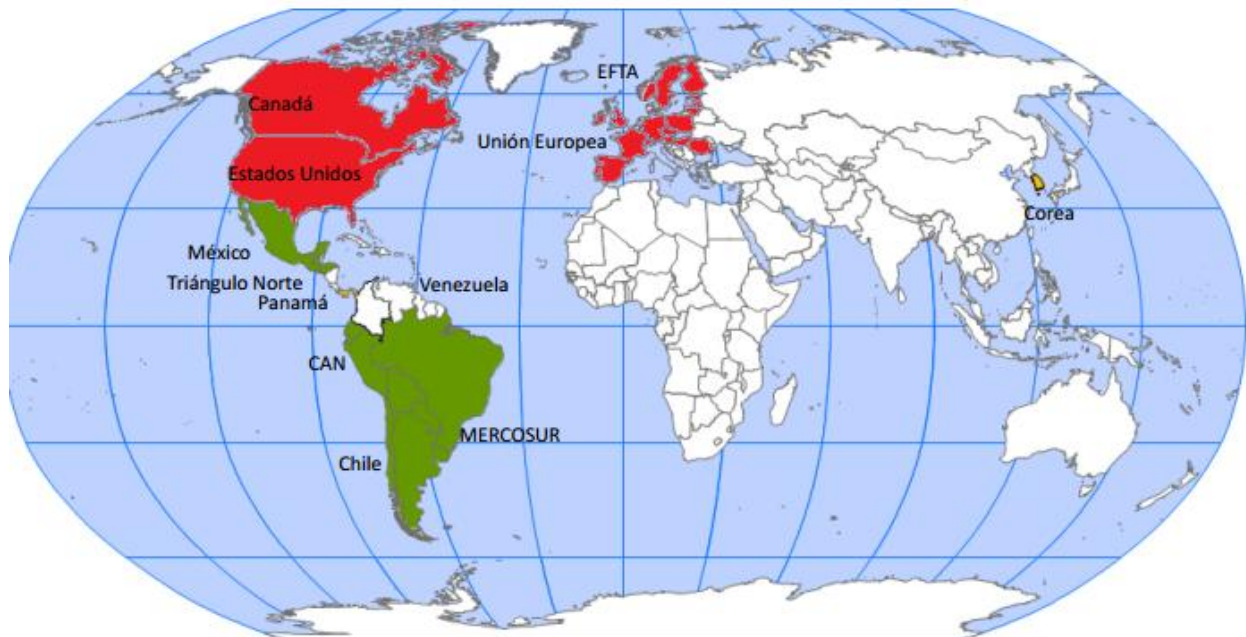 EFTA
Canadá
Unión Europea
Estados Unidos
Corea
México
Triángulo Norte
Venezuela
Panamá
CAN
MERCOSUR
Chile